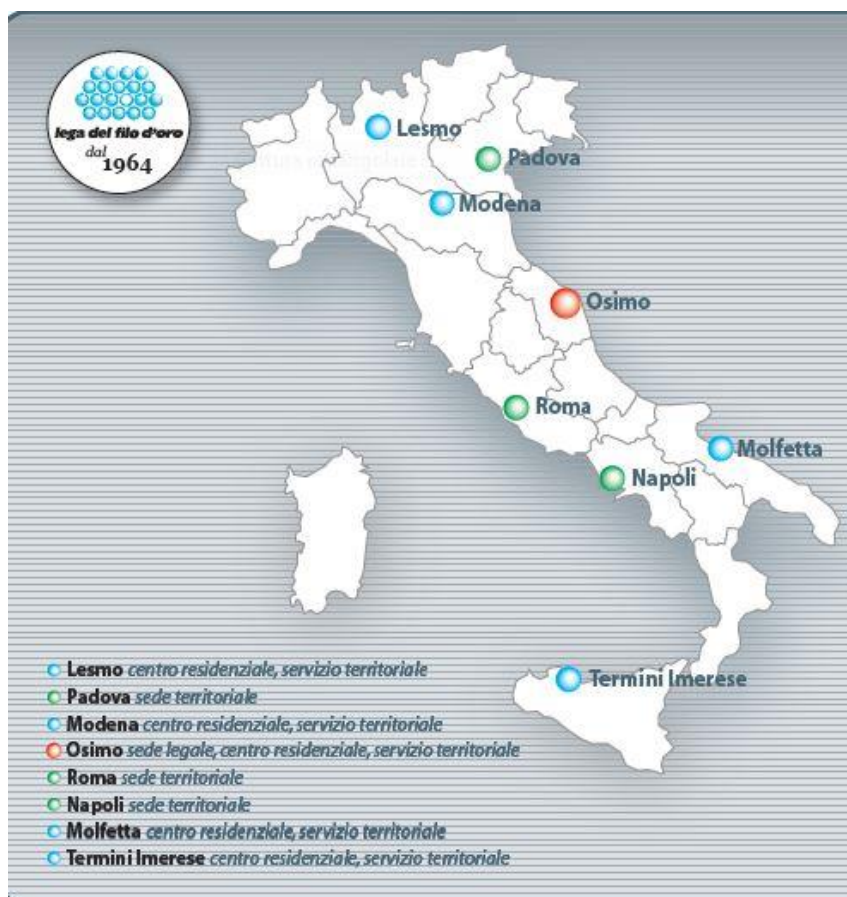 lega del filo d'oro
dal
1964
Lesmo
Padova
Modena
Osimo
Roma
Molfetta
Napoli
Termini Imerese
Lesmo centro residenziale, servizio territoriale
Padova sede territoriale
Modena centro residenziale, servizio territoriale
Osimo sede legale, centro residenziale, servizio territoriale
Roma sede territoriale
Napoli sede territoriale
Molfetta centro residenziale, servizio territoriale
Termini Imerese centro residenziale, servizio territoriale